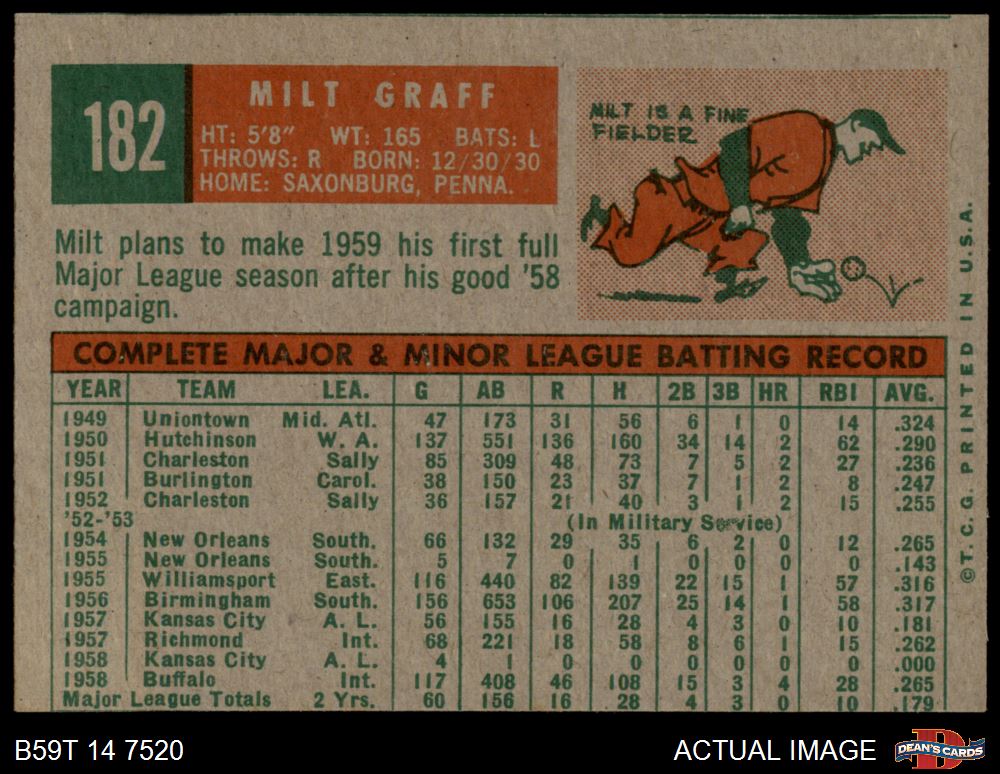 182
MILT GRAFF
HT: 5'8" WT: 165 BATS: L
THROWS: R BORN: 12/30/30
HOME: SAXONBURG, PENNA.
MILT IS A FINE
FIELDER
Milt plans to make 1959 his first full
Major League season after his good '58
campaign.
COMPLETE MAJOR & MINOR LEAGUE BATTING RECORD
YEAR TEAM LEA. G AB R H 2B 3B HR RBI AVG.
1949 Uniontown Mid. Atl. 47 173 31 56 6 1 0 14 .324
1950 Hutchinson W. A. 137 551 136 160 34 14 2 62 .290
1951 Charleston Sally 85 309 48 73 7 5 2 27 .236
1951 Burlington Carol. 38 150 23 37 7 1 2 8 .247
1952 Charleston Sally 36 157 21 40 3 1 2 15 .255
'52-'53 (In Military Service)
1954 New Orleans South. 66 132 29 35 6 2 0 12 .265
1955 New Orleans South. 5 7 0 1 0 0 0 0 .143
1955 Williamsport East. 116 440 82 139 22 15 1 57 .316
1956 Birmingham South. 156 653 106 207 25 14 1 58 .317
1957 Kansas City A. L. 56 155 16 28 4 3 0 10 .181
1957 Richmond Int. 68 221 18 58 8 6 1 15 .262
1958 Kansas City A. L. 4 1 0 0 0 0 0 0 .000
1958 Buffalo Int. 117 408 46 108 15 3 4 28 .265
Major League Totals 2 Yrs. 60 156 16 28 4 3 0 10 .179
©T. C. G. PRINTED IN U.S.A.
B59T 14 7520
ACTUAL IMAGE
D
DEAN'S CARDS